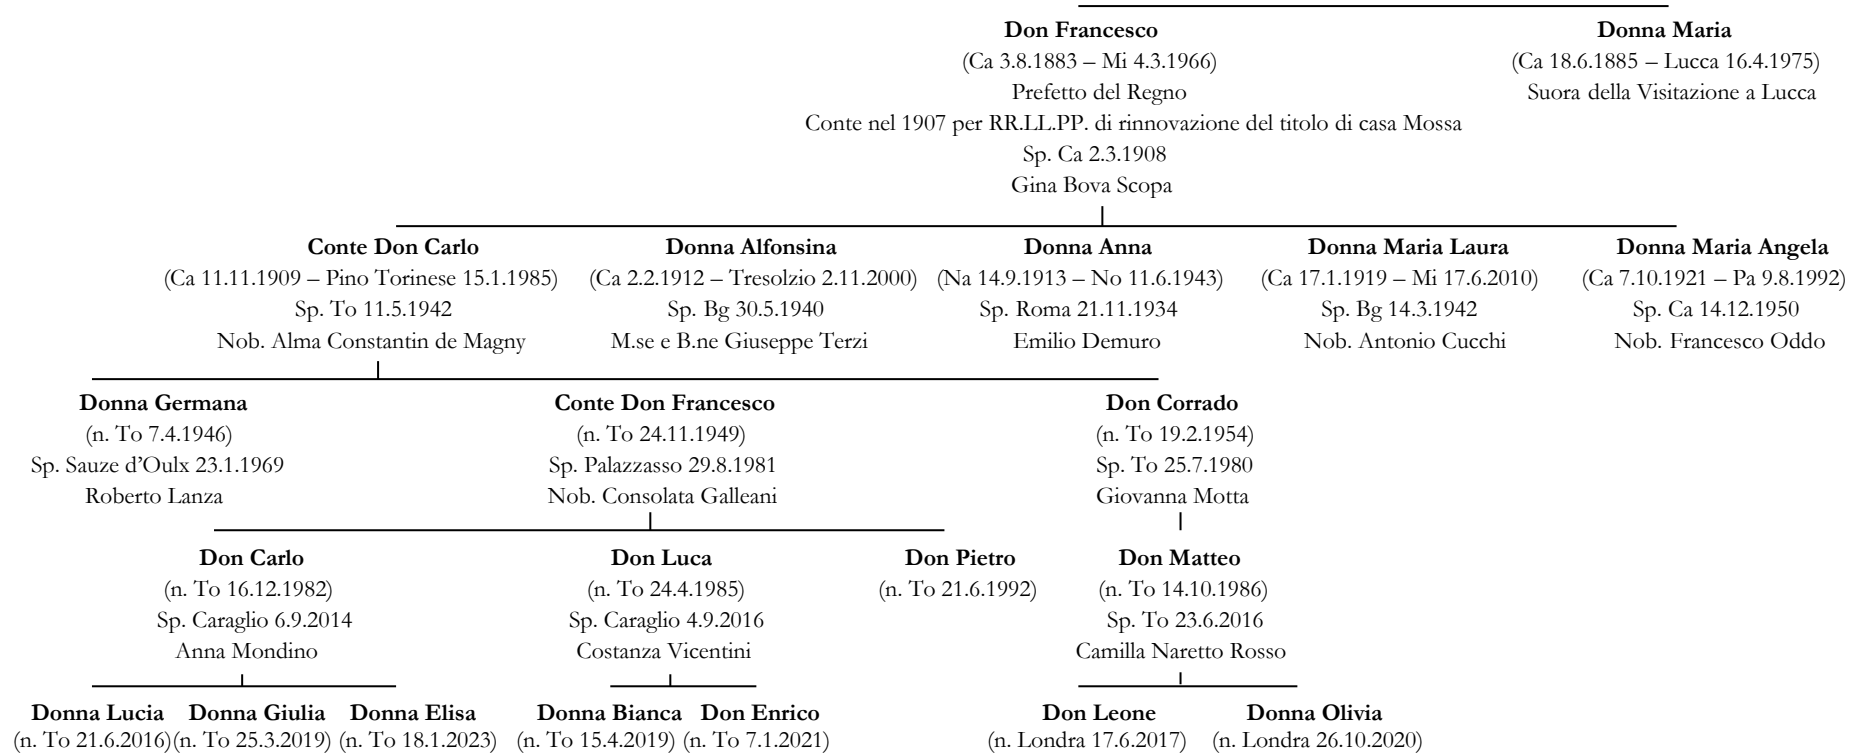 Don Francesco
(Ca 3.8.1883 – Mi 4.3.1966)
Prefetto del Regno
Conte nel 1907 per RR.LL.PP. di rinnovazione del titolo di casa Mossa
Sp. Ca 2.3.1908
Gina Bova Scopa
Donna Maria
(Ca 18.6.1885 – Lucca 16.4.1975)
Suora della Visitazione a Lucca
Conte Don Carlo
(Ca 11.11.1909 – Pino Torinese 15.1.1985)
Sp. To 11.5.1942
Nob. Alma Constantin de Magny
Donna Alfonsina
(Ca 2.2.1912 – Tresolzio 2.11.2000)
Sp. Bg 30.5.1940
M.se e B.ne Giuseppe Terzi
Donna Anna
(Na 14.9.1913 – No 11.6.1943)
Sp. Roma 21.11.1934
Emilio Demuro
Donna Maria Laura
(Ca 17.1.1919 – Mi 17.6.2010)
Sp. Bg 14.3.1942
Nob. Antonio Cucchi
Donna Maria Angela
(Ca 7.10.1921 – Pa 9.8.1992)
Sp. Ca 14.12.1950
Nob. Francesco Oddo
Donna Germana
(n. To 7.4.1946)
Sp. Sauze d’Oulx 23.1.1969
Roberto Lanza
Conte Don Francesco
(n. To 24.11.1949)
Sp. Palazzasso 29.8.1981
Nob. Consolata Galleani
Don Corrado
(n. To 19.2.1954)
Sp. To 25.7.1980
Giovanna Motta
Don Carlo
(n. To 16.12.1982)
Sp. Caraglio 6.9.2014
Anna Mondino
Don Luca
(n. To 24.4.1985)
Sp. Caraglio 4.9.2016
Costanza Vicentini
Don Pietro
(n. To 21.6.1992)
Don Matteo
(n. To 14.10.1986)
Sp. To 23.6.2016
Camilla Naretto Rosso
Donna Lucia
(n. To 21.6.2016)
Donna Giulia
(n. To 25.3.2019)
Donna Elisa
(n. To 18.1.2023)
Donna Bianca
(n. To 15.4.2019)
Don Enrico
(n. To 7.1.2021)
Don Leone
(n. Londra 17.6.2017)
Donna Olivia
(n. Londra 26.10.2020)